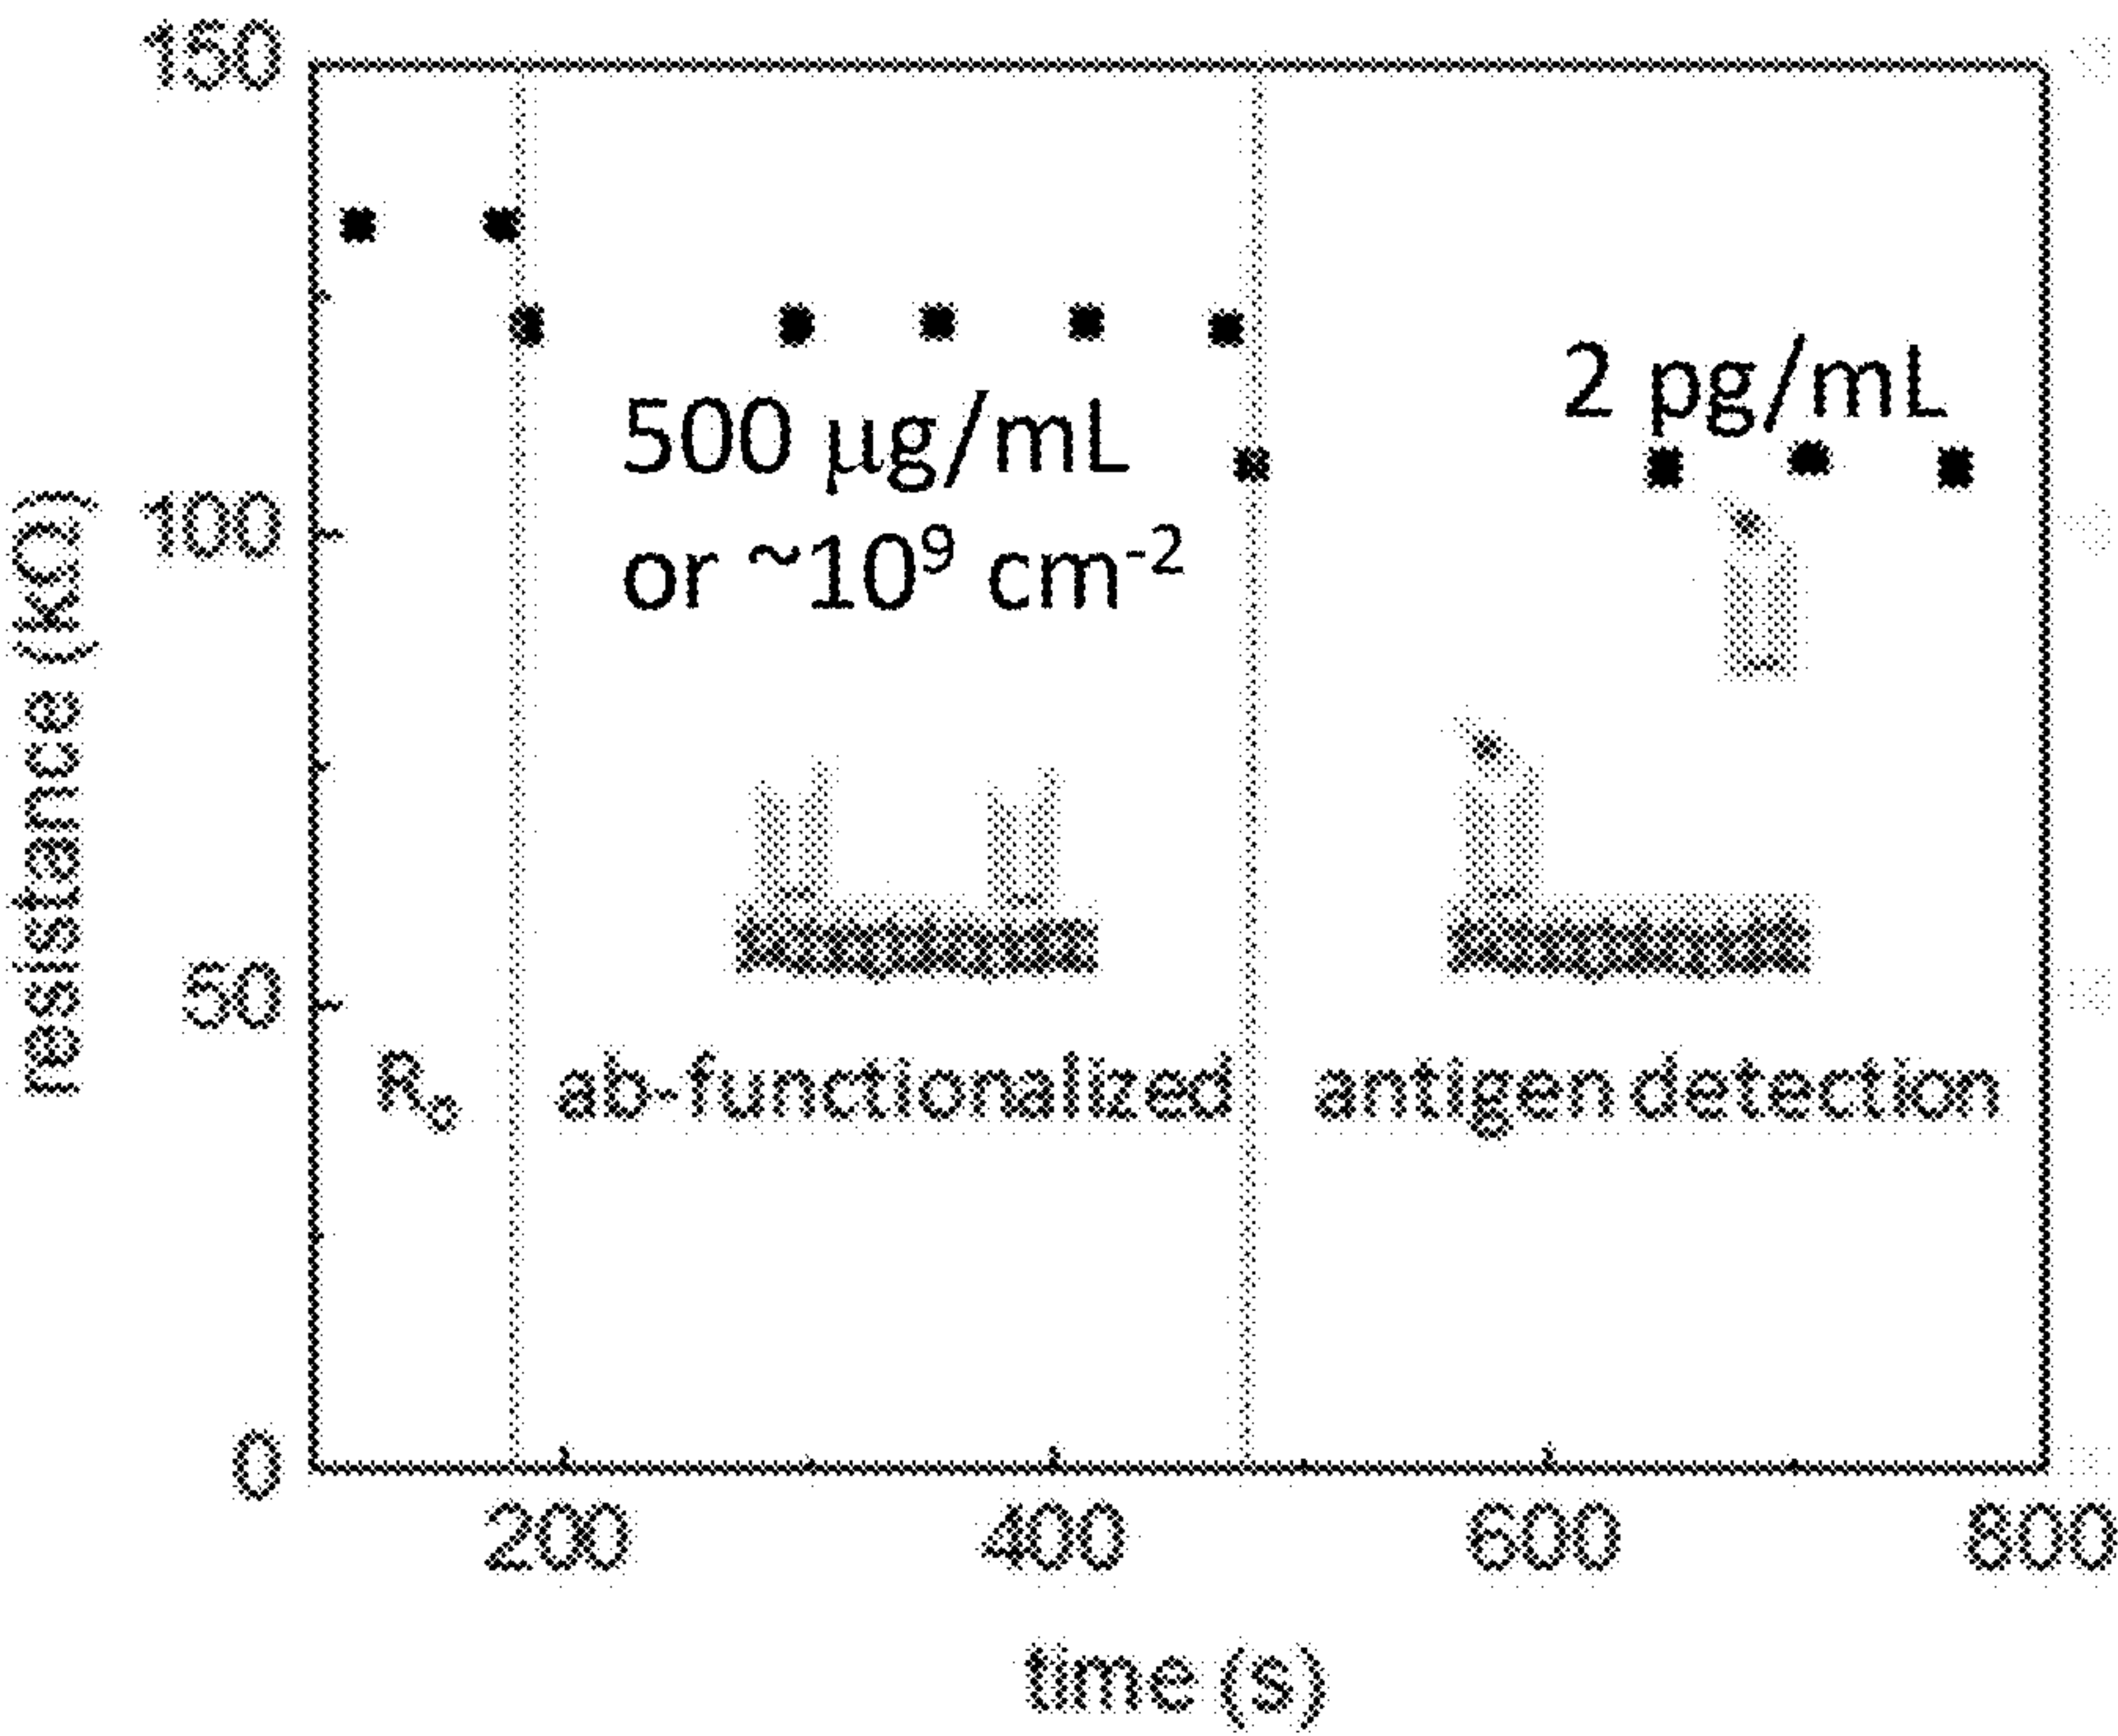 150
100
50
0
resistance (kΩ)
500 µg/mL
or ~10⁹ cm⁻²
2 pg/mL
R₀
ab-functionalized
antigen detection
200
400
600
800
time (s)